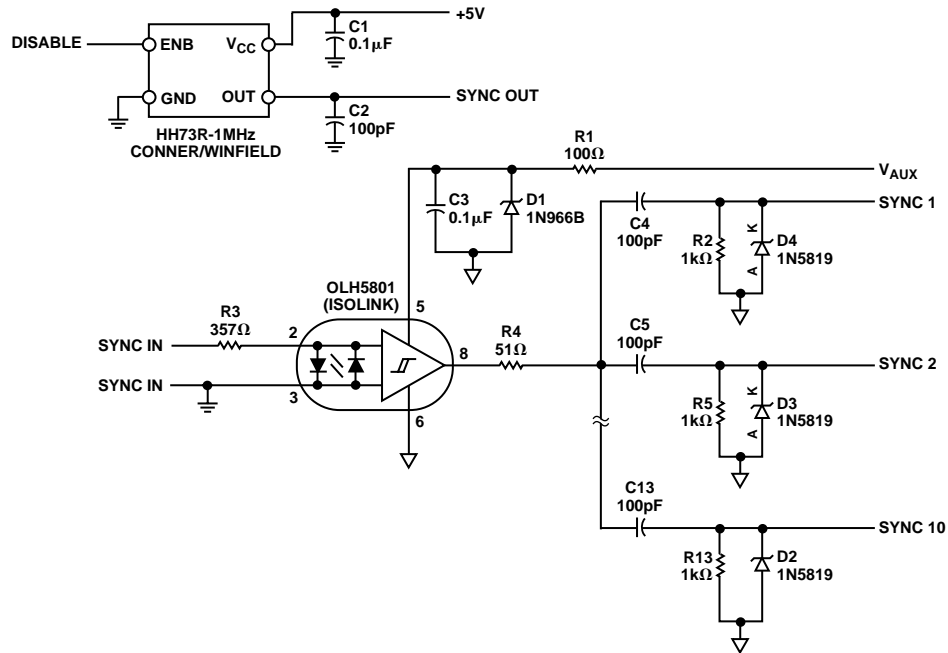 +5V
C1
0.1μF
DISABLE
ENB
VCC
GND
OUT
SYNC OUT
C2
100pF
HH73R-1MHz
CONNER/WINFIELD
R1
100Ω
VAUX
C3
0.1μF
D1
1N966B
SYNC 1
C4
100pF
R2
1kΩ
K
A
D4
1N5819
OLH5801
(ISOLINK)
5
R3
357Ω
2
SYNC IN
R4
51Ω
8
C5
100pF
SYNC 2
SYNC IN
3
6
R5
1kΩ
K
A
D3
1N5819
C13
100pF
SYNC 10
R13
1kΩ
D2
1N5819